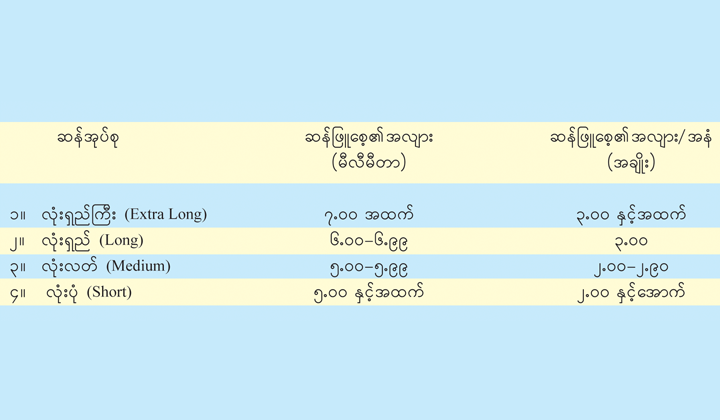 ဆန်အုပ်စု ဆန်ဖြူစေ့၏အလျား ဆန်ဖြူစေ့၏အလျား/အနံ
(မီလီမီတာ) (အချိုး)
၁။ လုံးရှည်ကြီး (Extra Long) ၇.၀၀ အထက် ၃.၀၀ နှင့်အထက်
၂။ လုံးရှည် (Long) ၆.၀၀–၆.၉၉ ၃.၀၀
၃။ လုံးလတ် (Medium) ၅.၀၀–၅.၉၉ ၂.၀၀–၂.၉၀
၄။ လုံးပုံ (Short) ၅.၀၀ နှင့်အထက် ၂.၀၀ နှင့်အောက်